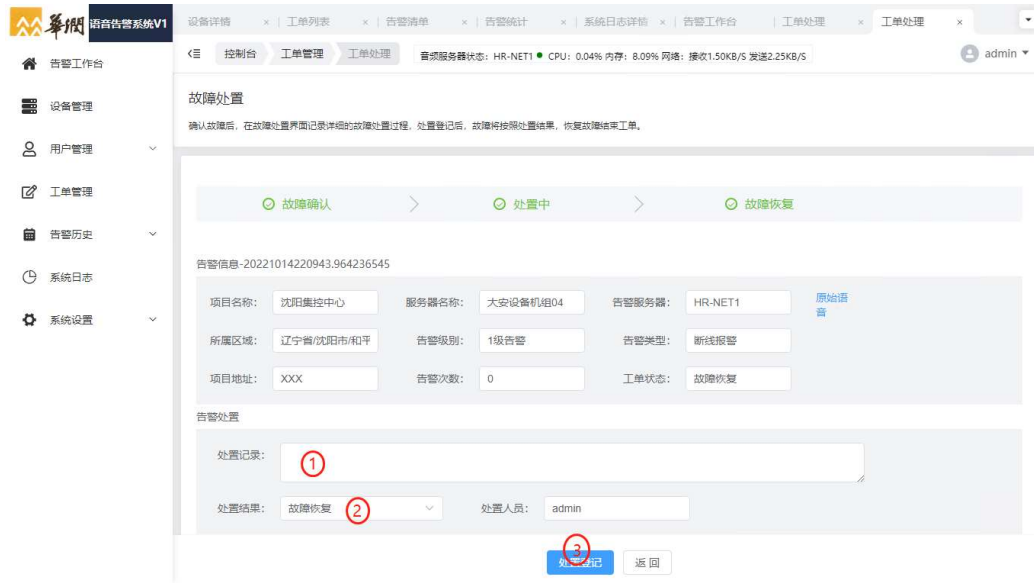 華潤 语音告警系统V1
设备详情 × 工单列表 × 告警清单 × 告警统计 × 系统日志详情 × 告警工作台 工单处理 × 工单处理 ×
控制台 工单管理 工单处理 音频服务器状态：HR-NET1 CPU：0.04% 内存：8.09% 网络：接收1.50KB/S 发送2.25KB/S admin
告警工作台
设备管理
用户管理
工单管理
告警历史
系统日志
系统设置
故障处置
确认故障后，在故障处置界面记录详细的故障处置过程，处置登记后，故障将按照处置结果，恢复故障结束工单。
故障确认 处置中 故障恢复
告警信息-20221014220943.964236545
项目名称： 沈阳集控中心 服务器名称： 大安设备机组04 告警服务器： HR-NET1 原始语
音
所属区域： 辽宁省/沈阳市/和平 告警级别： 1级告警 告警类型： 断线报警
项目地址： XXX 告警次数： 0 工单状态： 故障恢复
告警处置
处置记录： 1
处置结果： 故障恢复 2 处置人员： admin
3
处置登记 返回